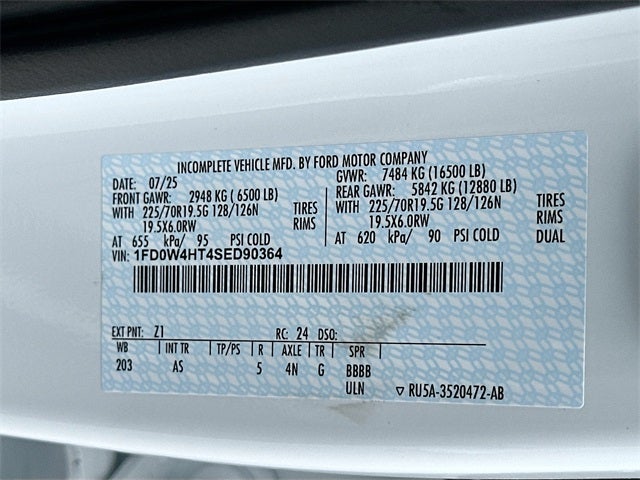 INCOMPLETE VEHICLE MFD. BY FORD MOTOR COMPANY
DATE: 07/25 GVWR: 7484 KG (16500 LB)
FRONT GAWR: 2948 KG ( 6500 LB) REAR GAWR: 5842 KG (12880 LB)
WITH 225/70R19.5G 128/126N TIRES WITH 225/70R19.5G 128/126N TIRES
19.5X6.0RW RIMS 19.5X6.0RW RIMS
AT 655 kPa/ 95 PSI COLD AT 620 kPa/ 90 PSI COLD DUAL
VIN: 1FD0W4HT4SED90364
EXT PNT: Z1 RC: 24 DSO:
WB INT TR TP/PS R AXLE TR SPR
203 AS 5 4N G BBBB
ULN ▽ RU5A-3520472-AB